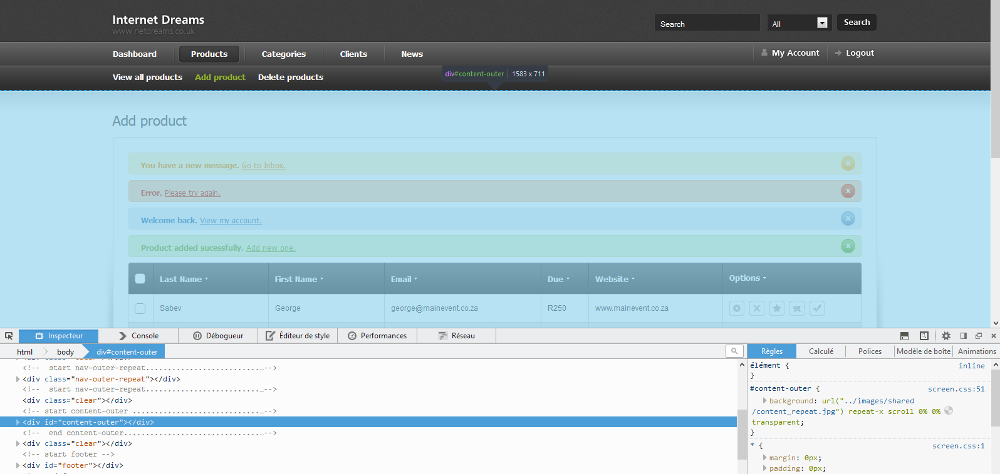 Internet Dreams
www.netdreams.co.uk
Search
All
Search
Dashboard
Products
Categories
Clients
News
My Account
Logout
View all products
Add product
Delete products
div#content-outer | 1583 x 711
Add product
You have a new message. Go to Inbox.
Error. Please try again.
Welcome back. View my account.
Product added sucessfully. Add new one.
Last Name
First Name
Email
Due
Website
Options
Sabev
George
george@mainevent.co.za
R250
www.mainevent.co.za
Inspecteur
Console
Débogueur
Éditeur de style
Performances
Réseau
html
body
div#content-outer
<!--  start nav-outer-repeat..........................…-->
<div class="nav-outer-repeat"></div>
<!--  start nav-outer-repeat..........................…-->
<div class="clear"></div>
<!-- start content-outer .............................…-->
<div id="content-outer"></div>
<!--  end content-outer...............................…-->
<div class="clear"></div>
<!-- start footer -->
<div id="footer"></div>
Règles
Calculé
Polices
Modèle de boîte
Animations
élément {
inline
}
#content-outer {
screen.css:51
background: url("../images/shared
/content_repeat.jpg") repeat-x scroll 0% 0%
transparent;
}
* {
screen.css:1
margin: 0px;
padding: 0px;